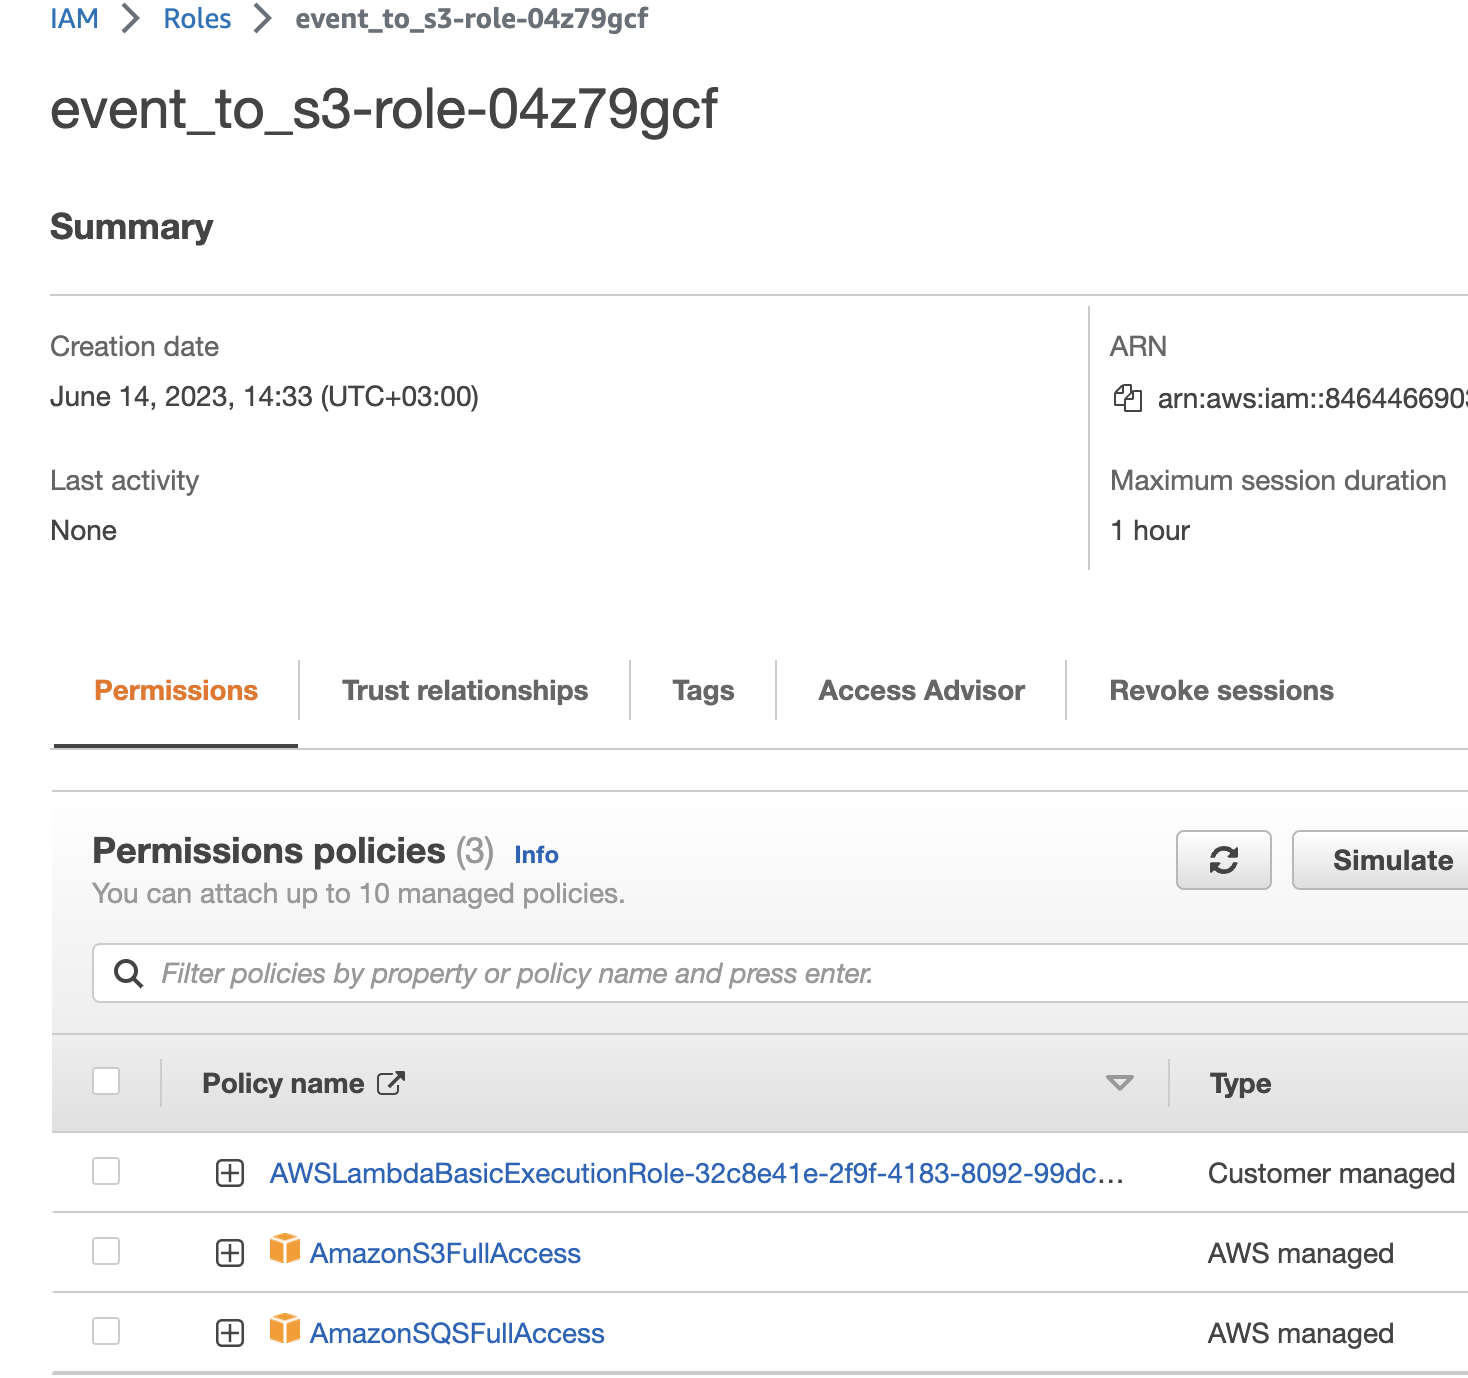 IAM > Roles > event_to_s3-role-04z79gcf
event_to_s3-role-04z79gcf
Summary
Creation date
June 14, 2023, 14:33 (UTC+03:00)
ARN
arn:aws:iam::846446690
Last activity
None
Maximum session duration
1 hour
Permissions
Trust relationships
Tags
Access Advisor
Revoke sessions
Permissions policies (3) Info
You can attach up to 10 managed policies.
Simulate
Filter policies by property or policy name and press enter.
Policy name
Type
AWSLambdaBasicExecutionRole-32c8e41e-2f9f-4183-8092-99dc...
Customer managed
AmazonS3FullAccess
AWS managed
AmazonSQSFullAccess
AWS managed